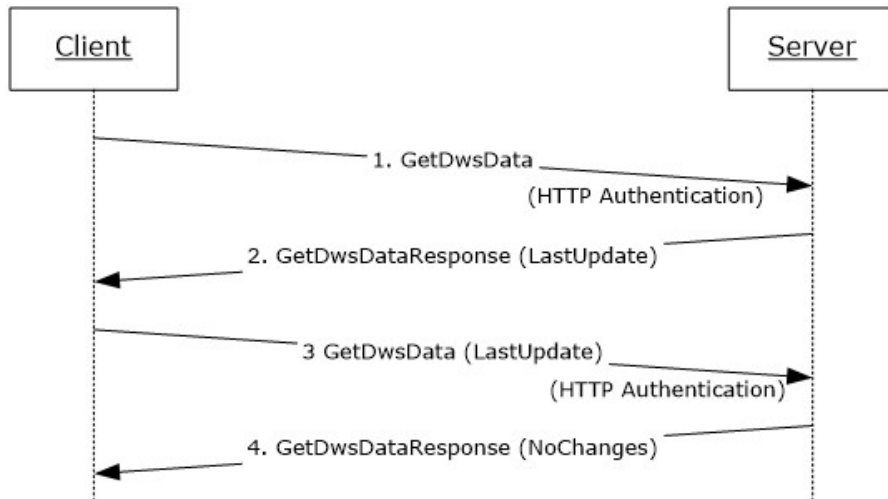 Client
Server
1. GetDwsData
(HTTP Authentication)
2. GetDwsDataResponse (LastUpdate)
3 GetDwsData (LastUpdate)
(HTTP Authentication)
4. GetDwsDataResponse (NoChanges)